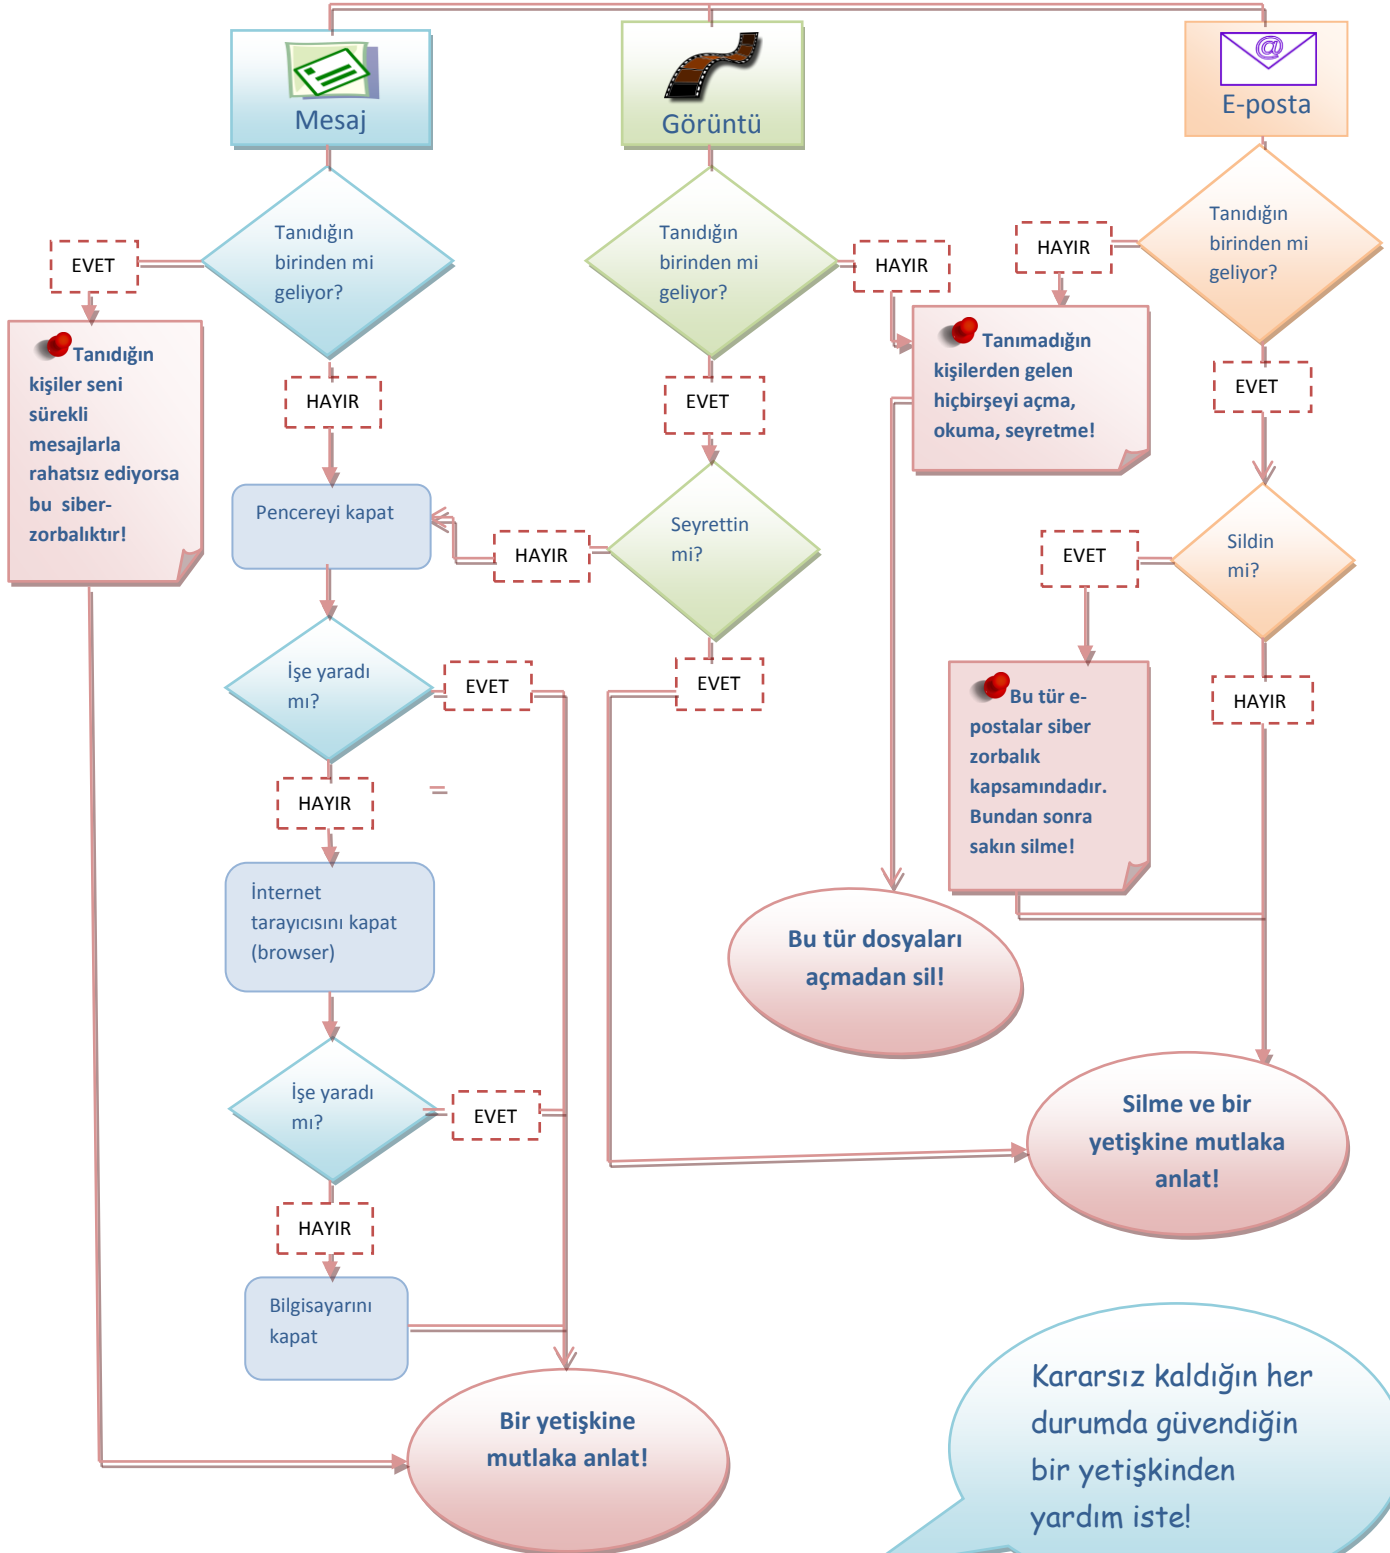 Mesaj
Görüntü
@
E-posta
Tanıdığın
birinden mi
geliyor?
EVET
HAYIR
Tanıdığın
kişiler seni
sürekli
mesajlarla
rahatsız ediyorsa
bu siber-
zorbalıktır!
Pencereyi kapat
İşe yaradı
mı?
EVET
HAYIR
İnternet
tarayıcısını kapat
(browser)
İşe yaradı
mı?
EVET
HAYIR
Bilgisayarını
kapat
Bir yetişkine
mutlaka anlat!
Tanıdığın
birinden mi
geliyor?
HAYIR
EVET
Seyrettin
mi?
HAYIR
EVET
Tanımadığın
kişilerden gelen
hiçbirşeyi açma,
okuma, seyretme!
Bu tür dosyaları
açmadan sil!
Tanıdığın
birinden mi
geliyor?
HAYIR
EVET
Sildin
mi?
EVET
HAYIR
Bu tür e-
postalar siber
zorbalık
kapsamındadır.
Bundan sonra
sakın silme!
Silme ve bir
yetişkine mutlaka
anlat!
Kararsız kaldığın her
durumda güvendiğin
bir yetişkinden
yardım iste!